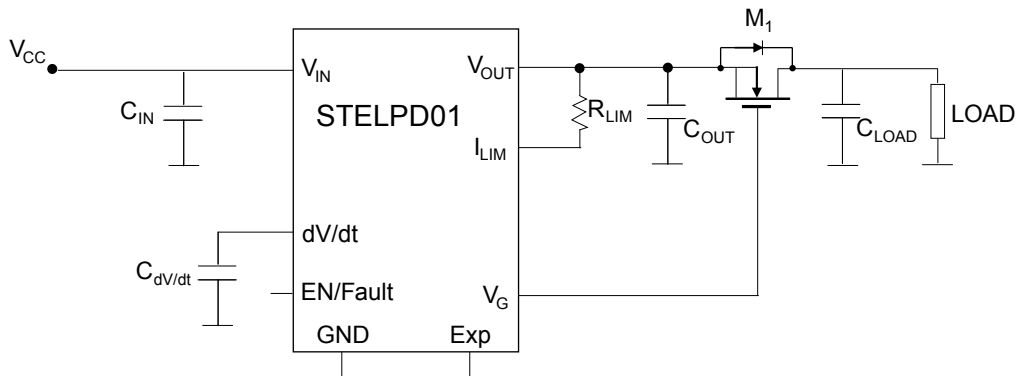 M1
VCC
VIN
VOUT
STELPD01
CIN
RLIM
COUT
CLOAD
LOAD
ILIM
dV/dt
CdV/dt
EN/Fault
VG
GND
Exp